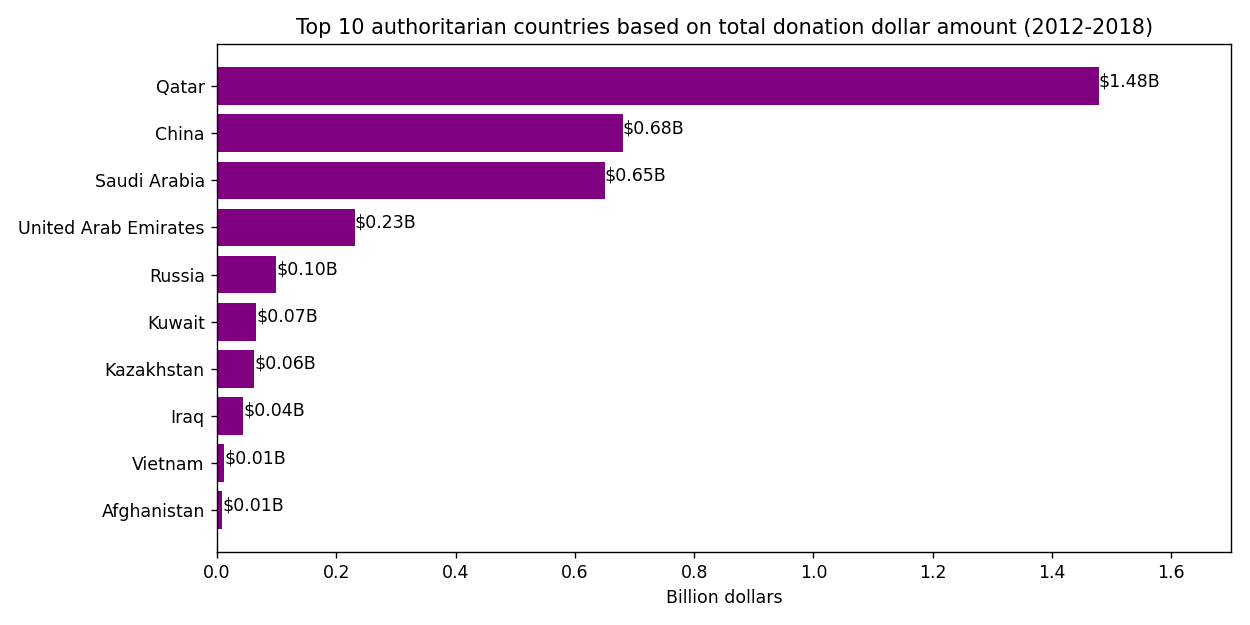 Top 10 authoritarian countries based on total donation dollar amount (2012-2018)
Qatar $1.48B
China $0.68B
Saudi Arabia $0.65B
United Arab Emirates $0.23B
Russia $0.10B
Kuwait $0.07B
Kazakhstan $0.06B
Iraq $0.04B
Vietnam $0.01B
Afghanistan $0.01B
0.0 0.2 0.4 0.6 0.8 1.0 1.2 1.4 1.6
Billion dollars